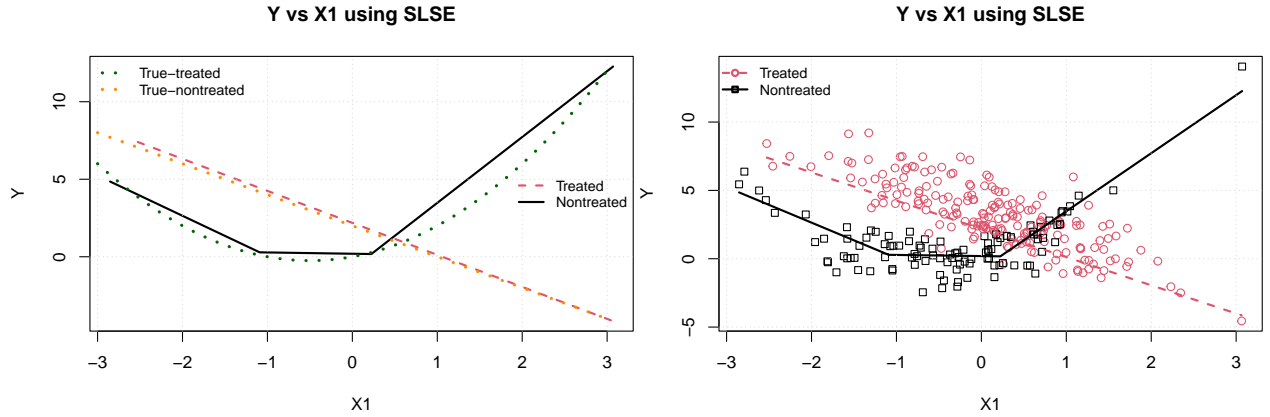 Y vs X1 using SLSE
True−treated
True−nontreated
Treated
Nontreated
10
5
0
Y
−3 −2 −1 0 1 2 3
X1
Y vs X1 using SLSE
Treated
Nontreated
10
5
0
−5
Y
−3 −2 −1 0 1 2 3
X1